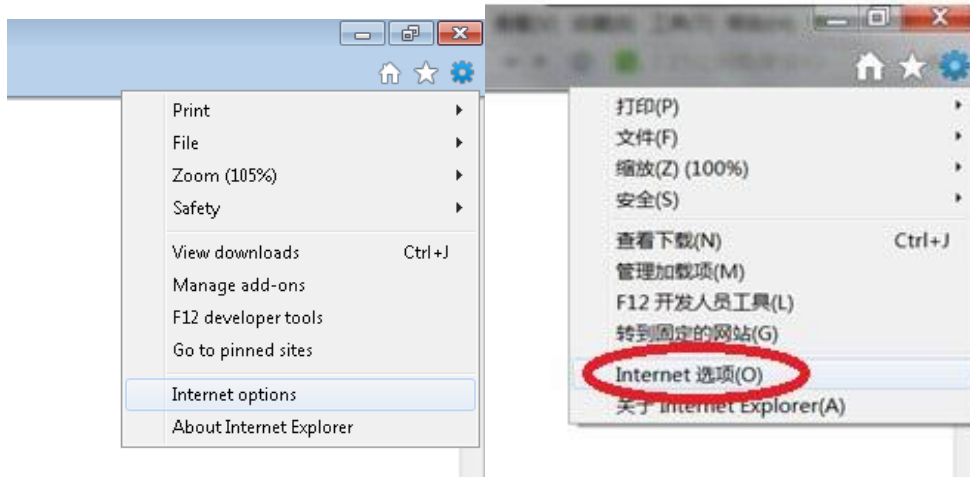 Print
File
Zoom (105%)
Safety
View downloads Ctrl+J
Manage add-ons
F12 developer tools
Go to pinned sites
Internet options
About Internet Explorer
打印(P)
文件(F)
缩放(Z) (100%)
安全(S)
查看下载(N) Ctrl+J
管理加载项(M)
F12 开发人员工具(L)
转到固定的网站(G)
Internet 选项(O)
关于 Internet Explorer(A)